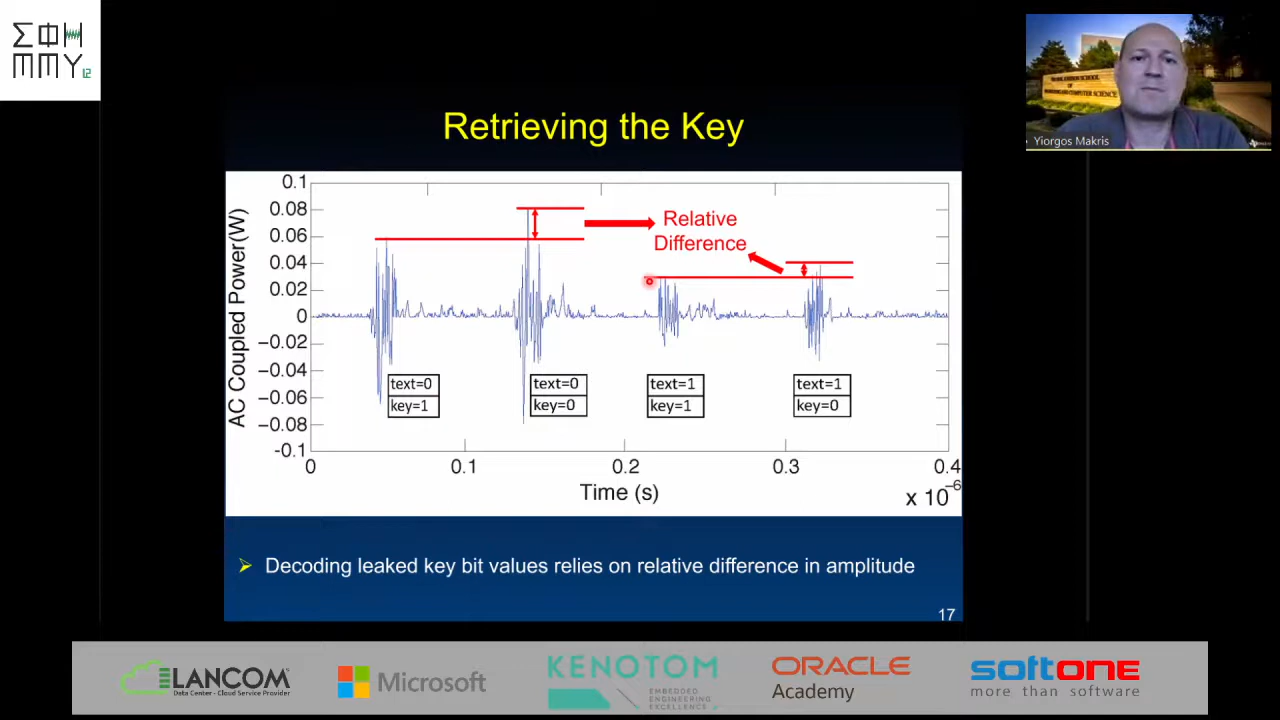 ΣΦΗ
ΜΜΥ12
Retrieving the Key
AC Coupled Power(W)
0.1
0.08
0.06
0.04
0.02
0
−0.02
−0.04
−0.06
−0.08
-0.1
Relative
Difference
text=0
key=1
text=0
key=0
text=1
key=1
text=1
key=0
0
0.1
0.2
0.3
0.4
Time (s)
x 10⁻⁶
Decoding leaked key bit values relies on relative difference in amplitude
17
Yiorgos Makris
LANCOM
Data Center - Cloud Service Provider
Microsoft
KENOTOM
EMBEDDED
ENGINEERING
EXCELLENCE
ORACLE
Academy
softone
more than software